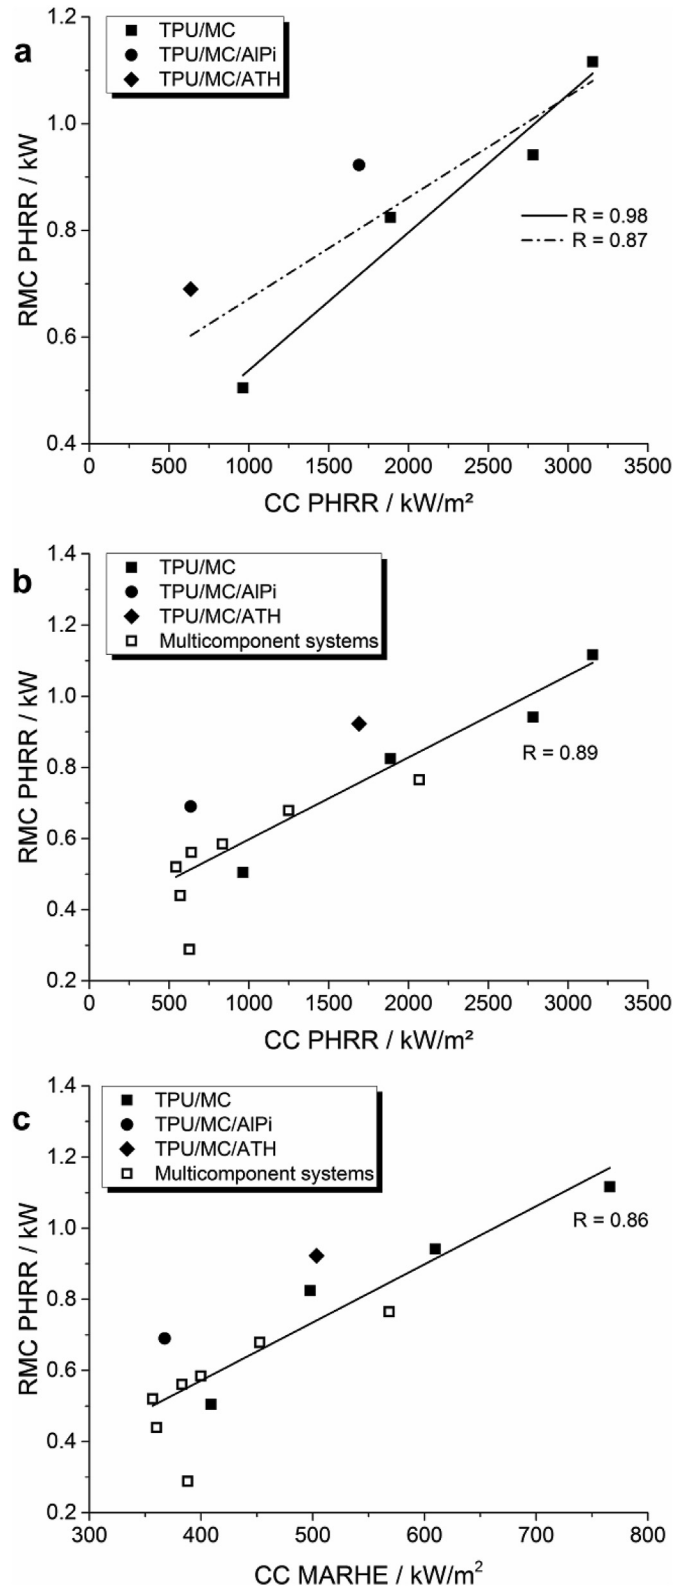 a
TPU/MC
TPU/MC/AlPi
TPU/MC/ATH
R = 0.98
R = 0.87
1.2
1.0
0.8
0.6
0.4
RMC PHRR / kW
0 500 1000 1500 2000 2500 3000 3500
CC PHRR / kW/m²
b
TPU/MC
TPU/MC/AlPi
TPU/MC/ATH
Multicomponent systems
R = 0.89
1.4
1.2
1.0
0.8
0.6
0.4
0.2
RMC PHRR / kW
0 500 1000 1500 2000 2500 3000 3500
CC PHRR / kW/m²
c
TPU/MC
TPU/MC/AlPi
TPU/MC/ATH
Multicomponent systems
R = 0.86
1.4
1.2
1.0
0.8
0.6
0.4
0.2
RMC PHRR / kW
300 400 500 600 700 800
CC MARHE / kW/m²